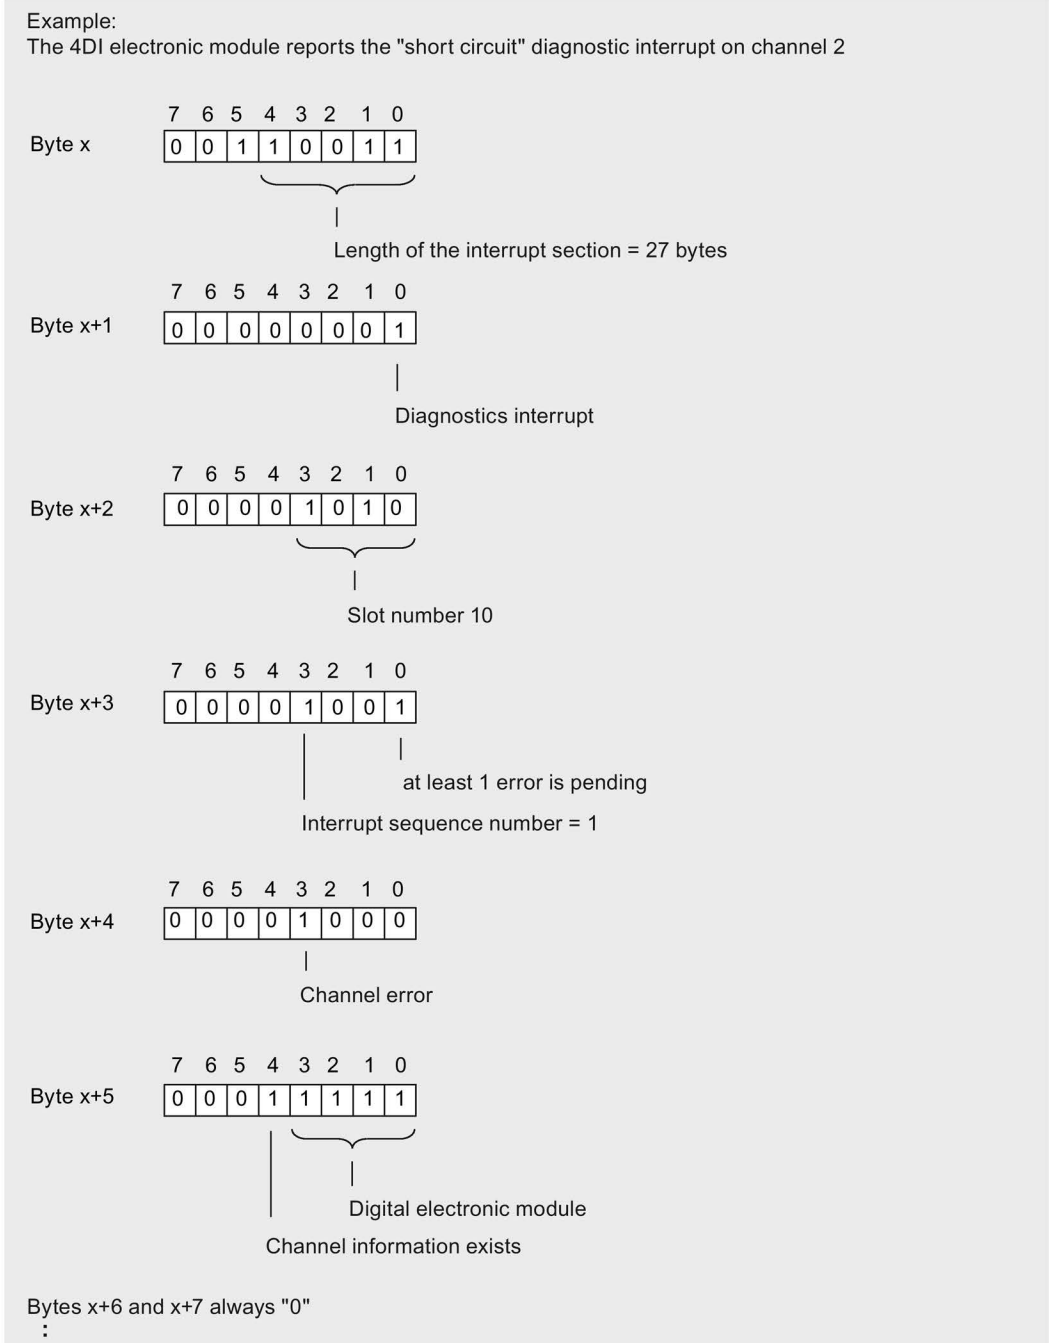 Example:
The 4DI electronic module reports the "short circuit" diagnostic interrupt on channel 2
7 6 5 4 3 2 1 0
Byte x 0 0 1 1 0 0 1 1
Length of the interrupt section = 27 bytes
7 6 5 4 3 2 1 0
Byte x+1 0 0 0 0 0 0 0 1
Diagnostics interrupt
7 6 5 4 3 2 1 0
Byte x+2 0 0 0 0 1 0 1 0
Slot number 10
7 6 5 4 3 2 1 0
Byte x+3 0 0 0 0 1 0 0 1
at least 1 error is pending
Interrupt sequence number = 1
7 6 5 4 3 2 1 0
Byte x+4 0 0 0 0 1 0 0 0
Channel error
7 6 5 4 3 2 1 0
Byte x+5 0 0 0 1 1 1 1 1
Digital electronic module
Channel information exists
Bytes x+6 and x+7 always "0"
: